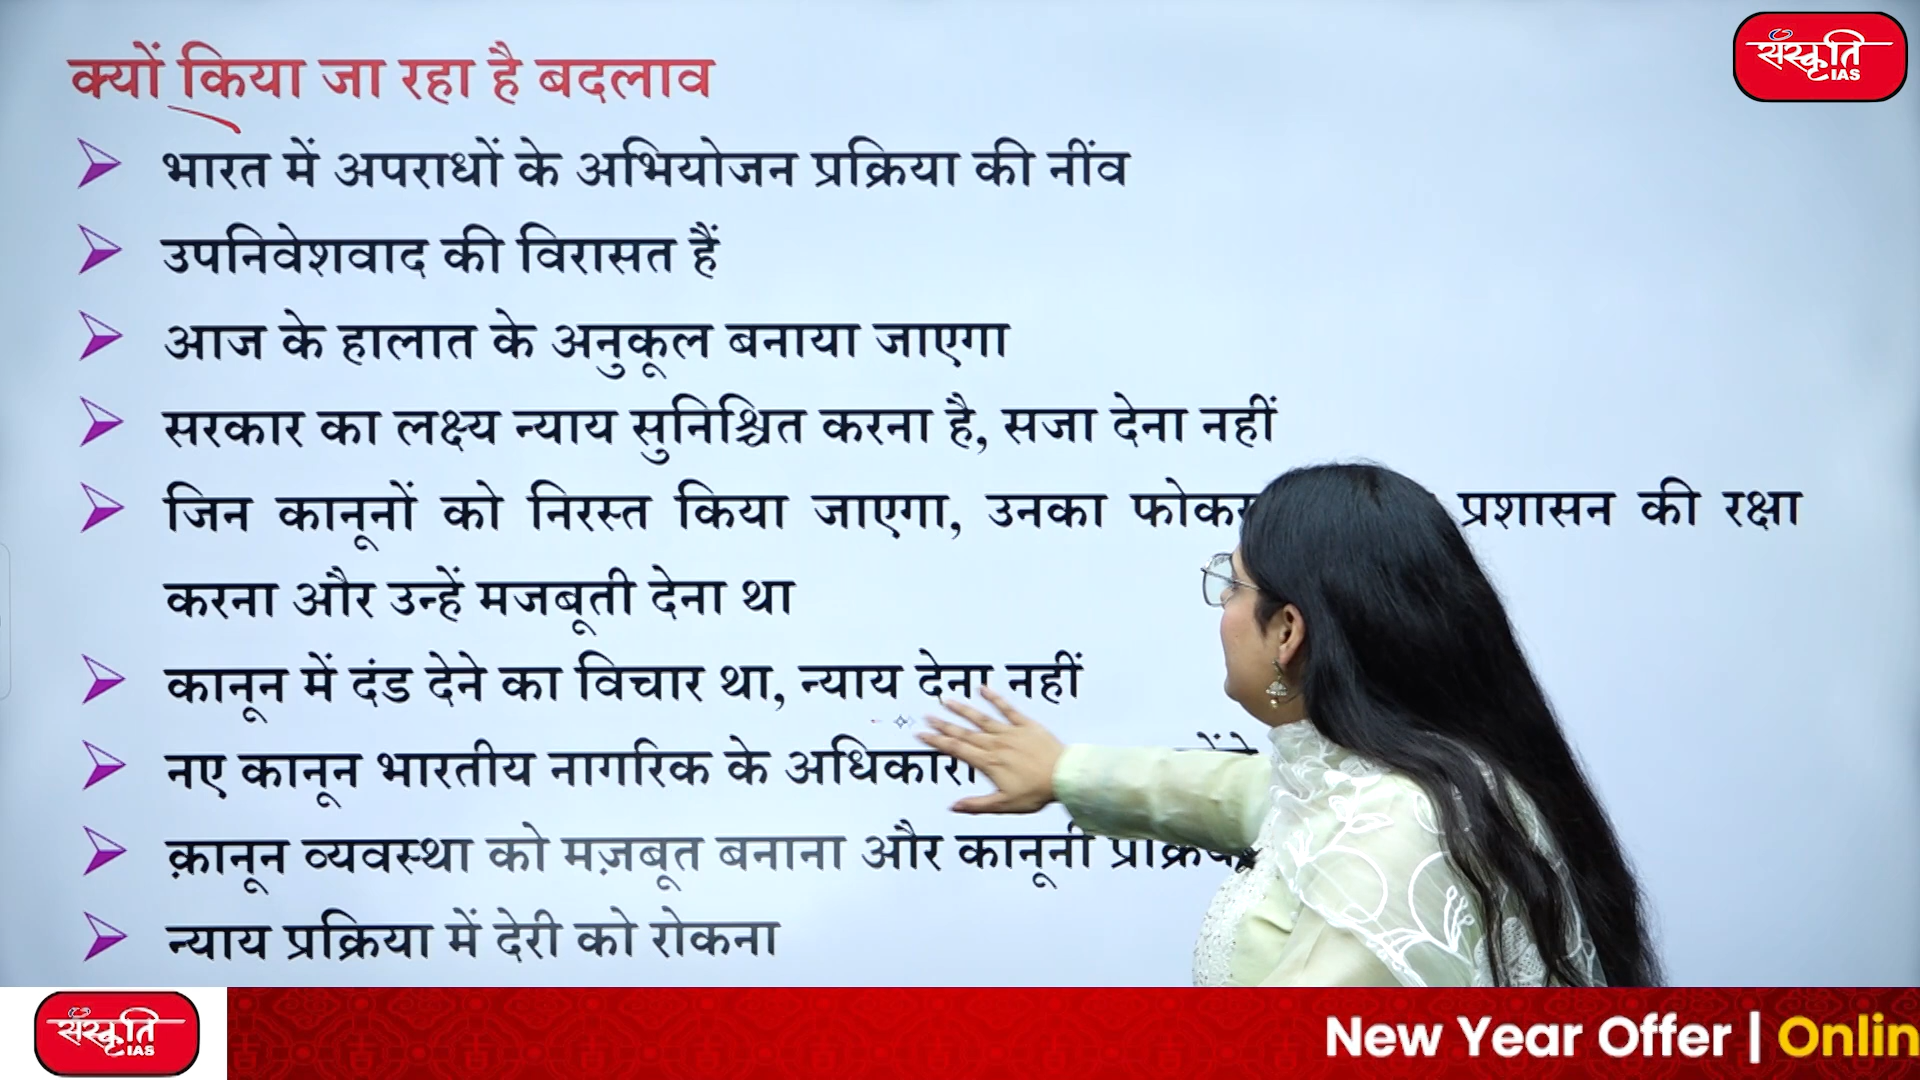 क्यों किया जा रहा है बदलाव
संस्कृति
IAS
भारत में अपराधों के अभियोजन प्रक्रिया की नींव
उपनिवेशवाद की विरासत हैं
आज के हालात के अनुकूल बनाया जाएगा
सरकार का लक्ष्य न्याय सुनिश्चित करना है, सजा देना नहीं
जिन कानूनों को निरस्त किया जाएगा, उनका प्रशासन की रक्षा
करना और उन्हें मजबूती देना था
कानून में दंड देने का विचार था, न्याय देना नहीं
नए कानून भारतीय नागरिक के
क़ानून व्यवस्था को मज़बूत बनाना और कानूनी
न्याय प्रक्रिया में देरी को रोकना
संस्कृति
IAS
New Year Offer | Onlin